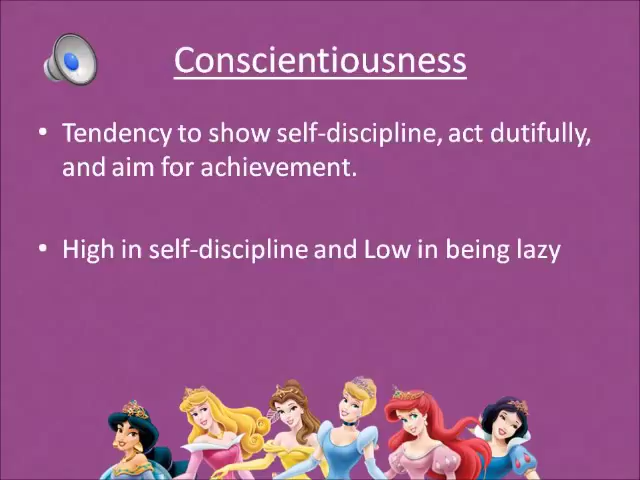 Conscientiousness
• Tendency to show self-discipline, act dutifully,
and aim for achievement.
• High in self-discipline and Low in being lazy